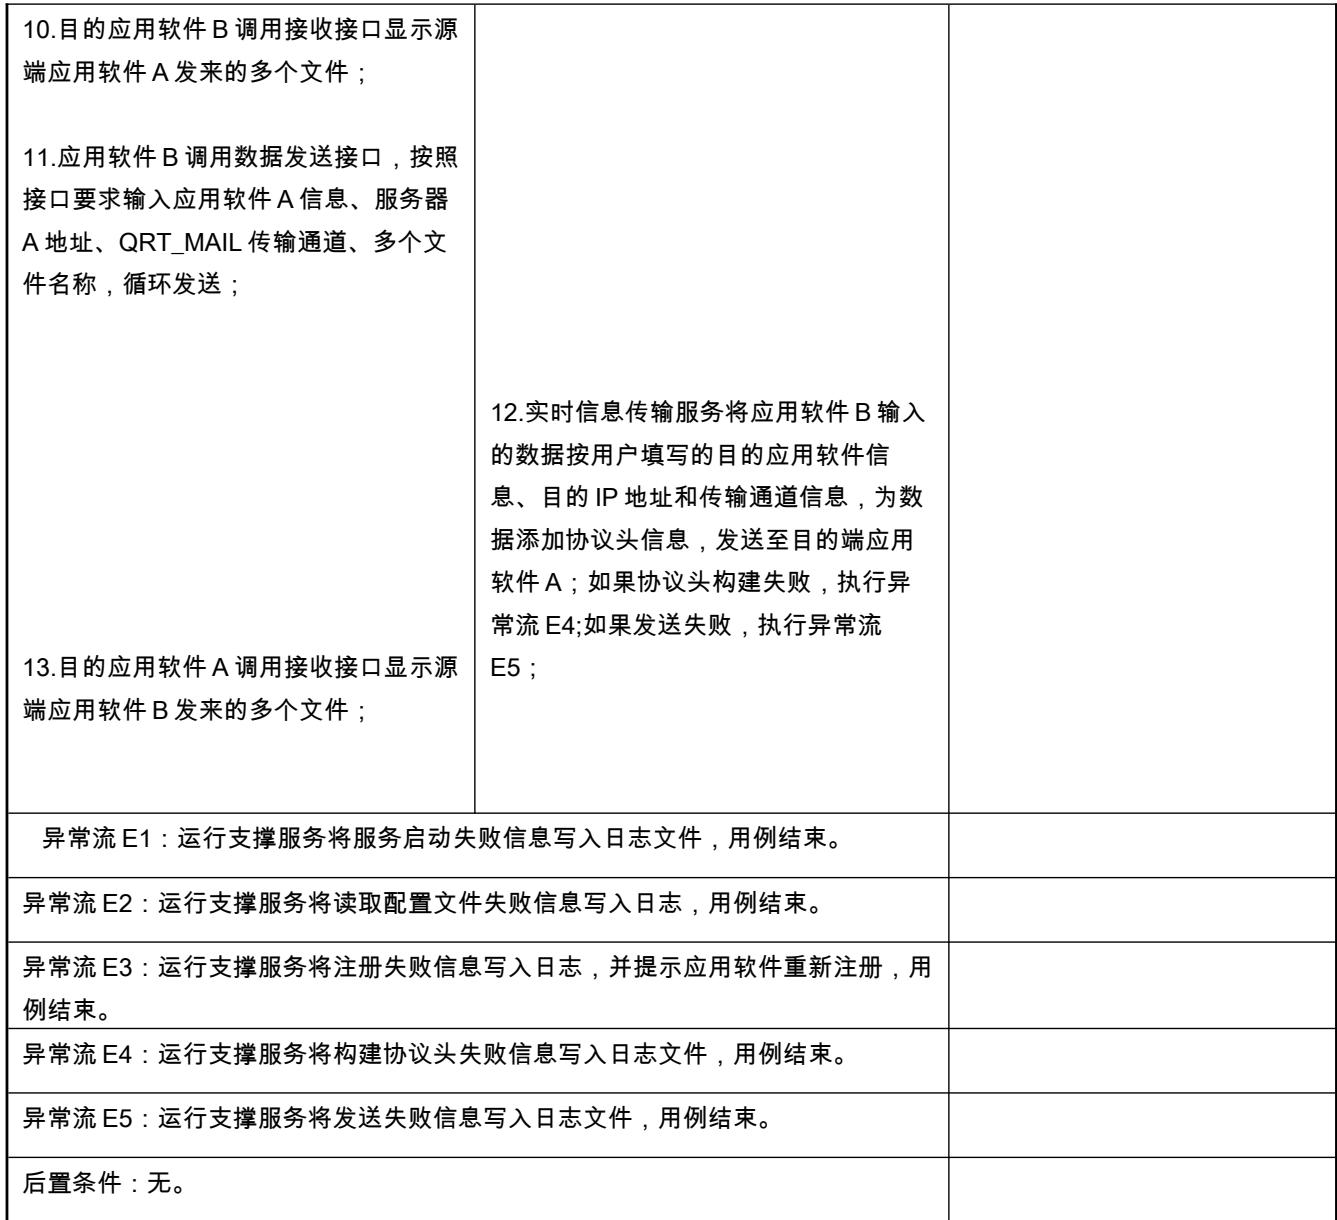 10.目的应用软件B调用接收接口显示源
端应用软件A发来的多个文件；
11.应用软件B调用数据发送接口，按照
接口要求输入应用软件A信息、服务器
A地址、QRT_MAIL传输通道、多个文
件名称，循环发送；
12.实时信息传输服务将应用软件B输入
的数据按用户填写的目的应用软件信
息、目的IP地址和传输通道信息，为数
据添加协议头信息，发送至目的端应用
软件A；如果协议头构建失败，执行异
常流E4;如果发送失败，执行异常流
E5；
13.目的应用软件A调用接收接口显示源
端应用软件B发来的多个文件；
异常流E1：运行支撑服务将服务启动失败信息写入日志文件，用例结束。
异常流E2：运行支撑服务将读取配置文件失败信息写入日志，用例结束。
异常流E3：运行支撑服务将注册失败信息写入日志，并提示应用软件重新注册，用
例结束。
异常流E4：运行支撑服务将构建协议头失败信息写入日志文件，用例结束。
异常流E5：运行支撑服务将发送失败信息写入日志文件，用例结束。
后置条件：无。